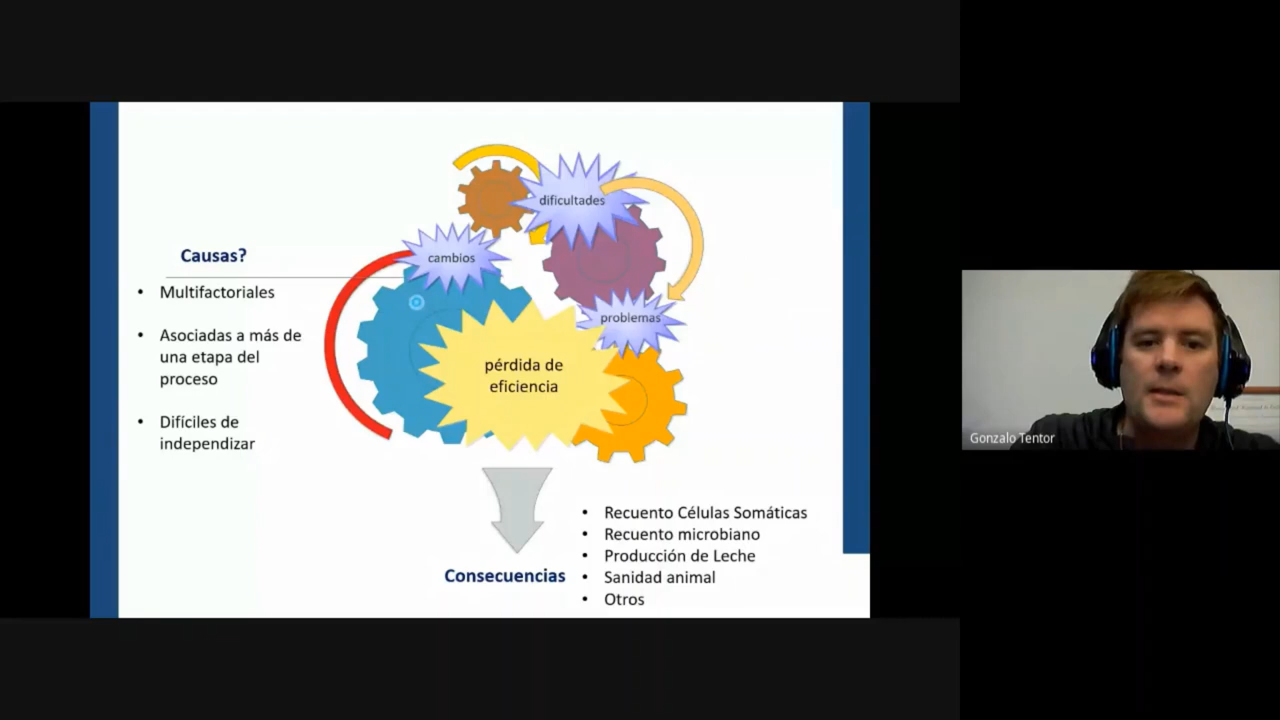 dificultades
cambios
Causas?
Multifactoriales
Asociadas a más de
una etapa del
proceso
Difíciles de
independizar
problemas
pérdida de
eficiencia
Consecuencias
Recuento Células Somáticas
Recuento microbiano
Producción de Leche
Sanidad animal
Otros
Gonzalo Tentor